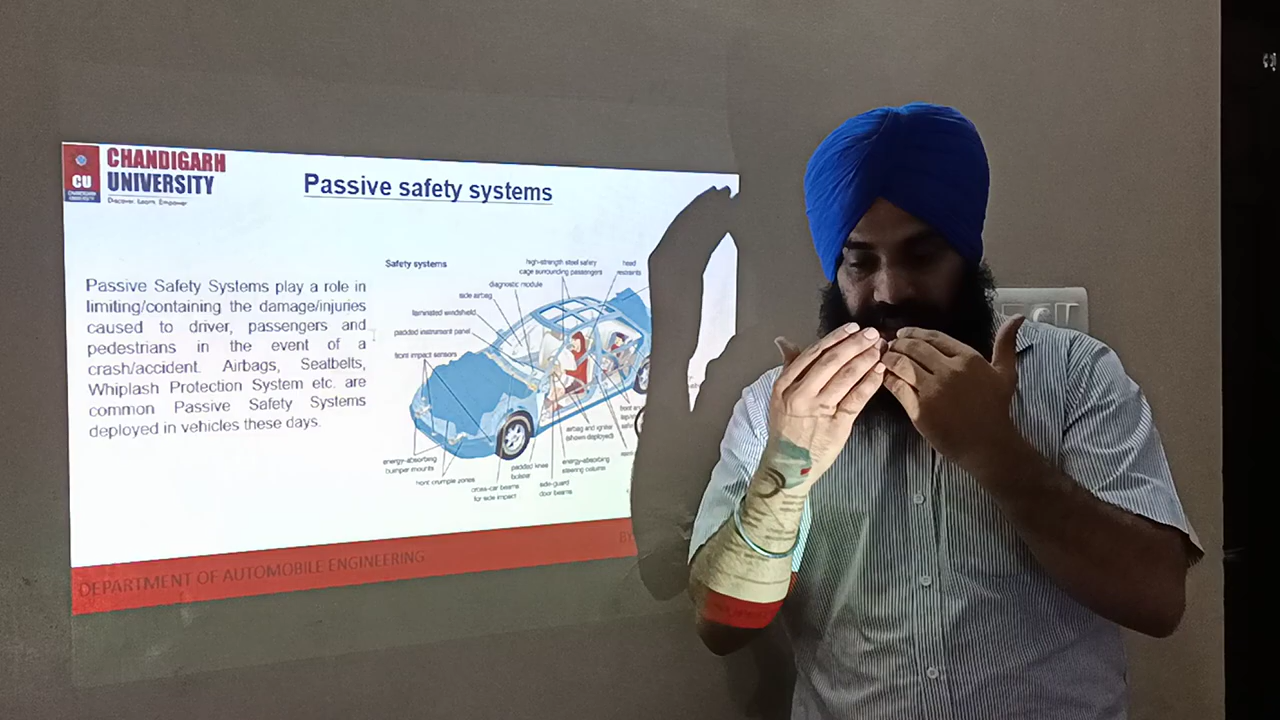 CU
CHANDIGARH
UNIVERSITY
Discover. Learn. Empower.
Passive safety systems
Passive Safety Systems play a role in
limiting/containing the damage/injuries
caused to driver, passengers and
pedestrians in the event of a
crash/accident. Airbags, Seatbelts,
Whiplash Protection System etc. are
common Passive Safety Systems
deployed in vehicles these days.
Safety systems
high-strength steel safety
cage surrounding passengers
head
restraints
diagnostic module
side airbag
laminated windshield
padded instrument panel
front impact sensors
airbag and igniter
(shown deployed)
energy-absorbing
bumper mounts
front crumple zones
padded knee
bolster
energy-absorbing
steering column
cross-car beams
for side impact
side-guard
door beams
DEPARTMENT OF AUTOMOBILE ENGINEERING
BY